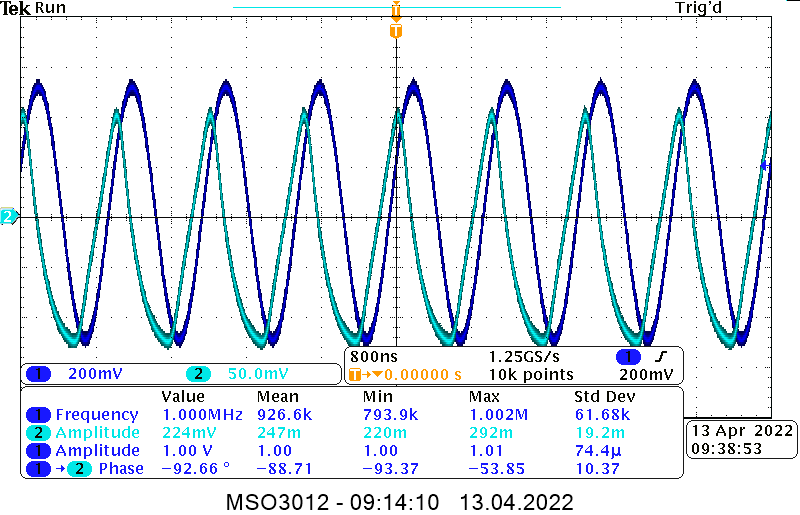 Tek Run Trig'd
T
T
2
1 200mV 2 50.0mV
800ns 1.25GS/s 1
T→▼0.00000 s 10k points 200mV
Value Mean Min Max Std Dev
1 Frequency 1.000MHz 926.6k 793.9k 1.002M 61.68k
2 Amplitude 224mV 247m 220m 292m 19.2m
1 Amplitude 1.00 V 1.00 1.00 1.01 74.4µ
1 → 2 Phase −92.66 ° −88.71 −93.37 −53.85 10.37
13 Apr 2022
09:38:53
MSO3012 - 09:14:10 13.04.2022